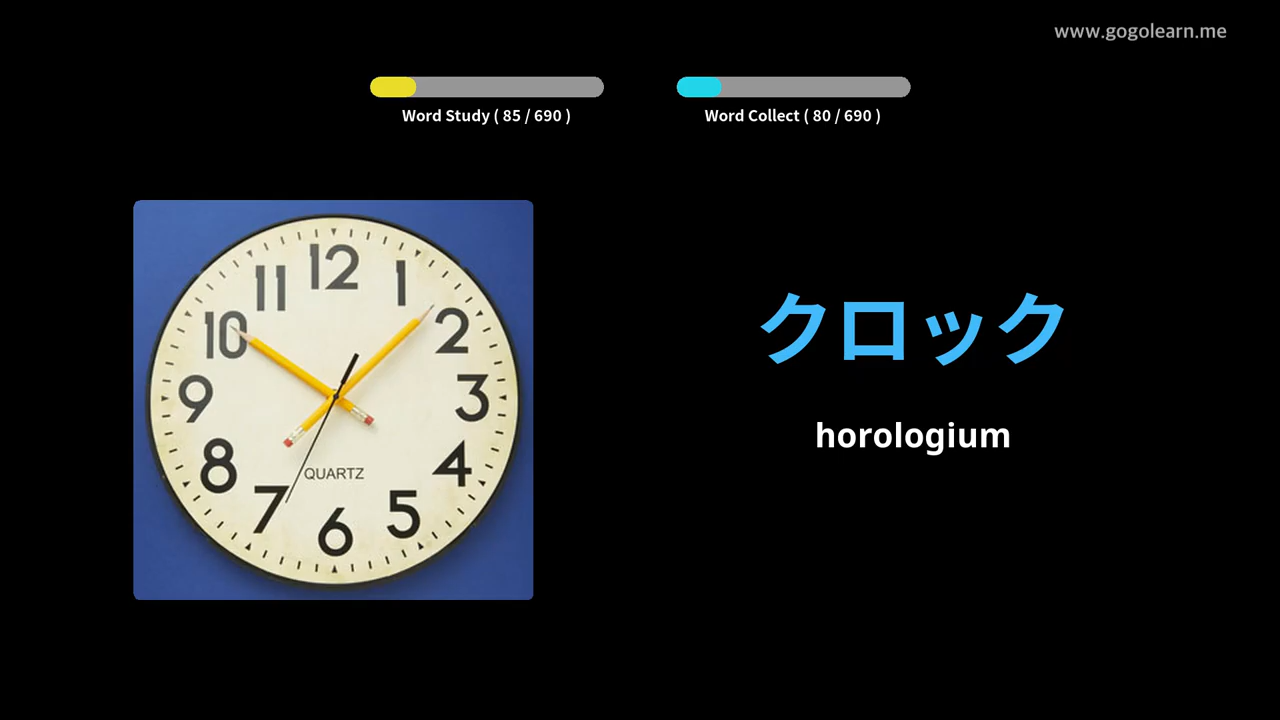 www.gogolearn.me
Word Study ( 85 / 690 )
Word Collect ( 80 / 690 )
12
11
1
10
2
9
3
8
4
7
5
6
QUARTZ
クロック
horologium